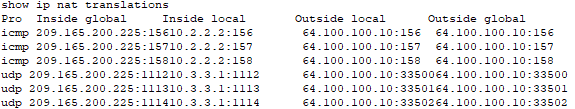 show ip nat translations
Pro  Inside global      Inside local       Outside local      Outside global
icmp 209.165.200.225:15610.2.2.2:156       64.100.100.10:156  64.100.100.10:156
icmp 209.165.200.225:15710.2.2.2:157       64.100.100.10:157  64.100.100.10:157
icmp 209.165.200.225:15810.2.2.2:158       64.100.100.10:158  64.100.100.10:158
udp 209.165.200.225:111210.3.3.1:1112      64.100.100.10:3350064.100.100.10:33500
udp 209.165.200.225:111310.3.3.1:1113      64.100.100.10:3350164.100.100.10:33501
udp 209.165.200.225:111410.3.3.1:1114      64.100.100.10:3350264.100.100.10:33502